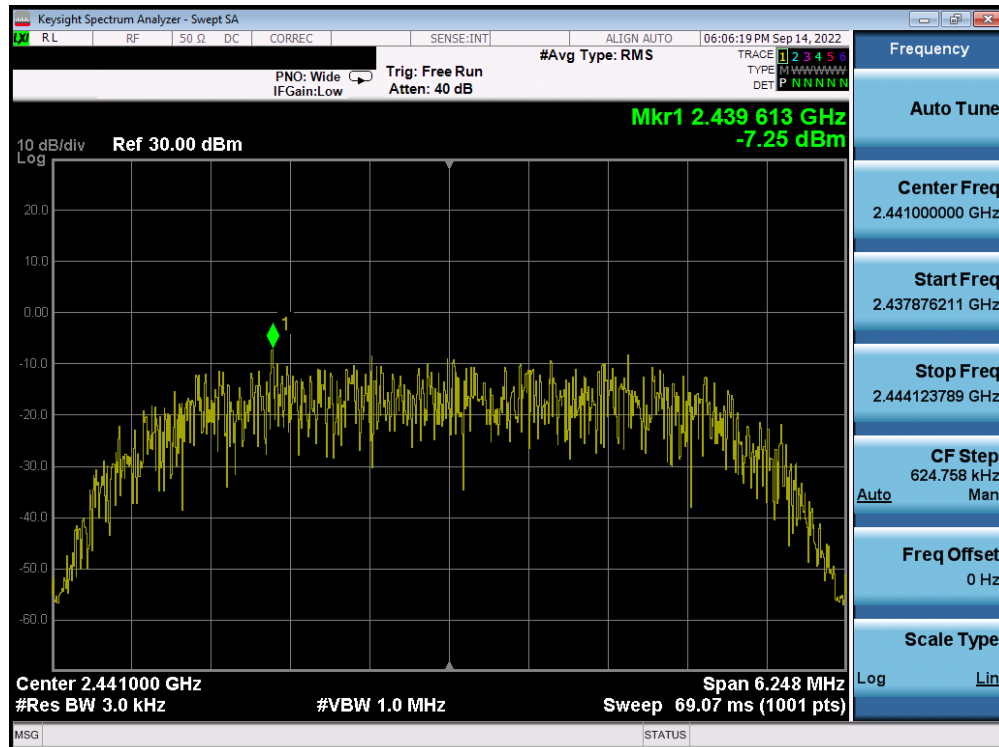 Keysight Spectrum Analyzer - Swept SA
LXI RL RF 50 Ω DC CORREC SENSE:INT ALIGN AUTO 06:06:19 PM Sep 14, 2022
#Avg Type: RMS
TRACE 1 2 3 4 5 6
PNO: Wide Trig: Free Run
TYPE M WWWWW
IFGain:Low Atten: 40 dB
DET P N N N N N
Mkr1 2.439 613 GHz
-7.25 dBm
10 dB/div Ref 30.00 dBm
Log
20.0
10.0
0.00
1
-10.0
-20.0
-30.0
-40.0
-50.0
-60.0
Center 2.441000 GHz Span 6.248 MHz
#Res BW 3.0 kHz #VBW 1.0 MHz Sweep 69.07 ms (1001 pts)
MSG STATUS
Frequency
Auto Tune
Center Freq
2.441000000 GHz
Start Freq
2.437876211 GHz
Stop Freq
2.444123789 GHz
CF Step
624.758 kHz
Auto Man
Freq Offset
0 Hz
Scale Type
Log Lin